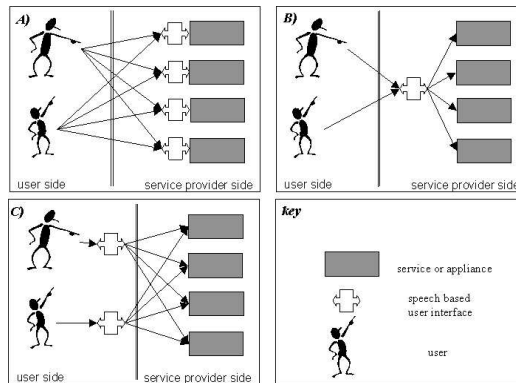 A)
user side
service provider side
B)
user side
service provider side
C)
user side
service provider side
key
service or appliance
speech based
user interface
user